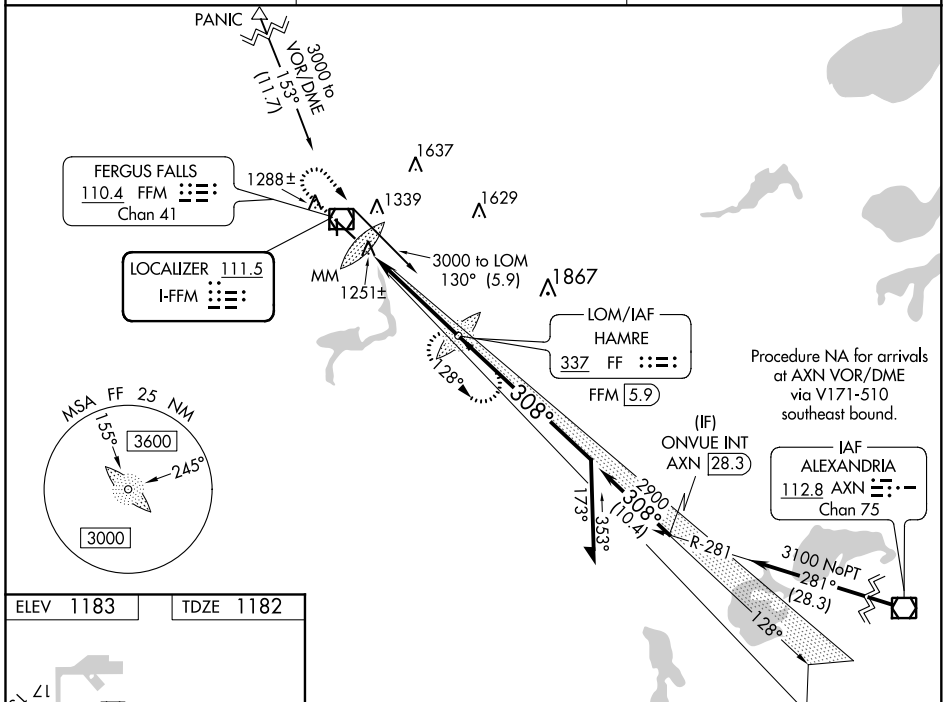 PANIC
3000 to
VOR/DME
153°
(11.7)
1637
FERGUS FALLS
110.4 FFM
Chan 41
1288±
1339
1629
LOCALIZER 111.5
I-FFM
MM
1251±
3000 to LOM
130° (5.9)
1867
LOM/IAF
HAMRE
337 FF
FFM 5.9
128°
308°
Procedure NA for arrivals
at AXN VOR/DME
via V171-510
southeast bound.
(IF)
ONVUE INT
AXN 28.3
IAF
ALEXANDRIA
112.8 AXN
Chan 75
MSA FF 25 NM
155°
3600
245°
3000
173°
353°
2900
308°
(10.4)
R-281
3100 NoPT
281°
(28.3)
128°
ELEV 1183
TDZE 1182
17